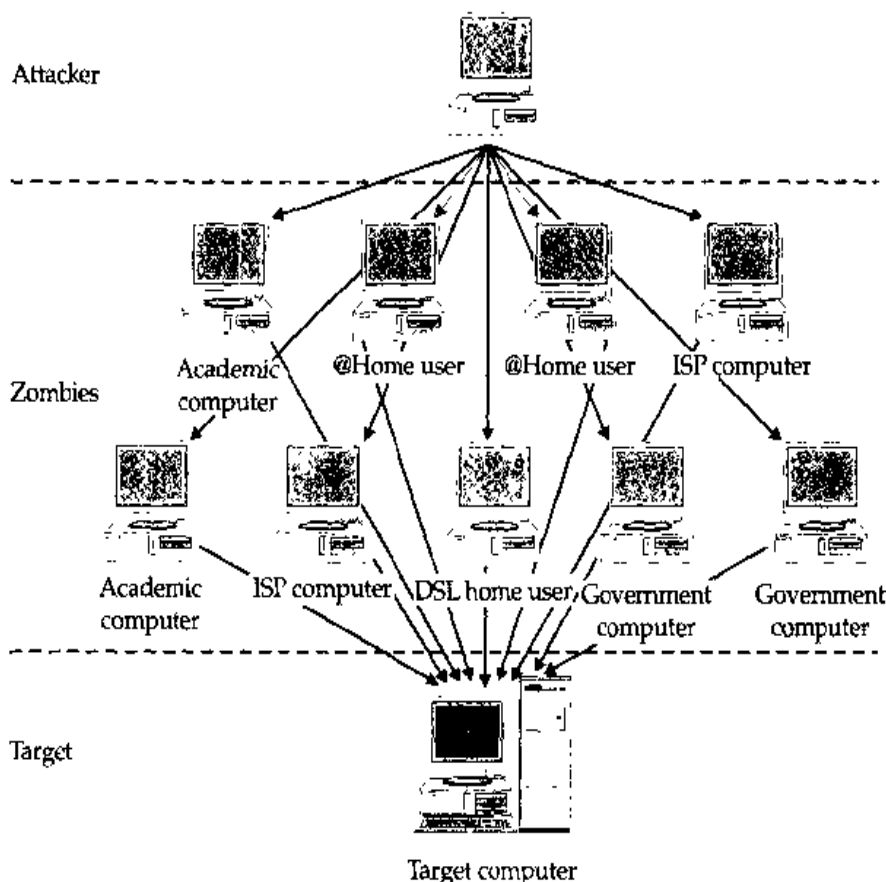 Attacker
Academic
computer
@Home user
@Home user
ISP computer
Zombies
Academic
computer
ISP computer
DSL home user
Government
computer
Government
computer
Target
Target computer